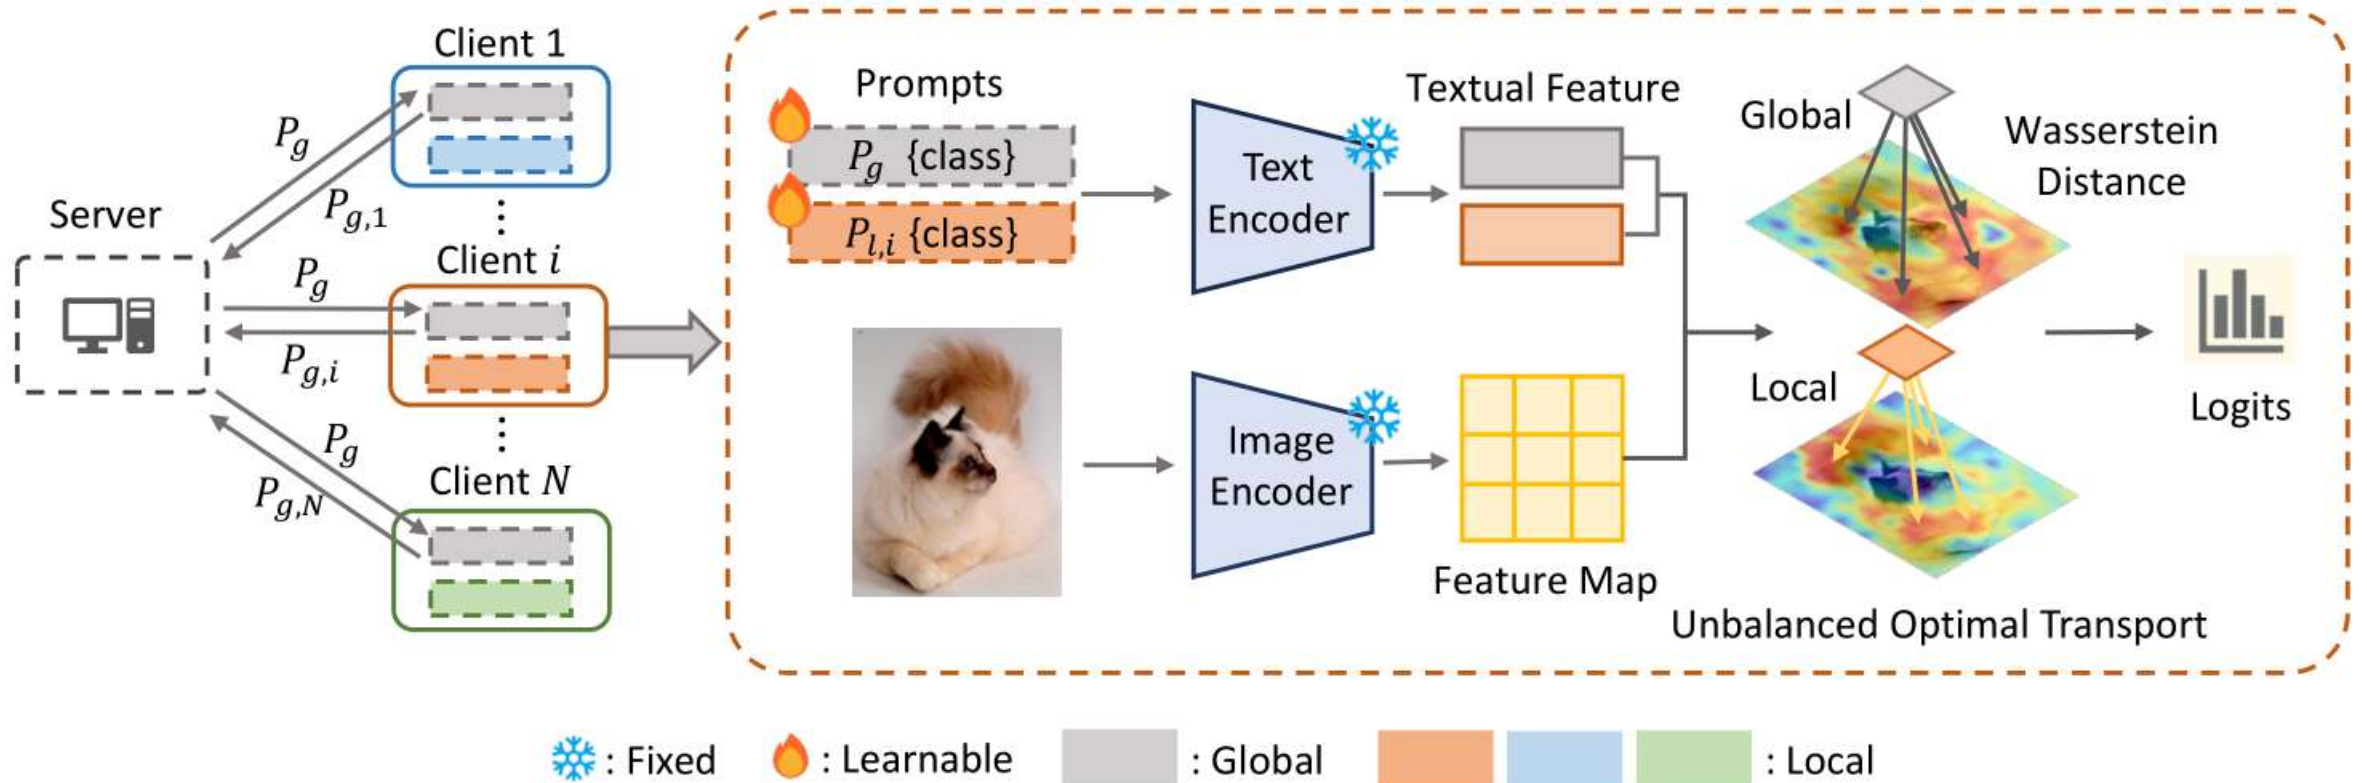 Client 1
P_g
P_{g,1}
Server
Client i
P_g
P_{g,i}
P_g
P_{g,N}
Client N
Prompts
P_g {class}
P_{l,i} {class}
Text
Encoder
Textual Feature
Image
Encoder
Feature Map
Global
Wasserstein
Distance
Local
Logits
Unbalanced Optimal Transport
: Fixed
: Learnable
: Global
: Local